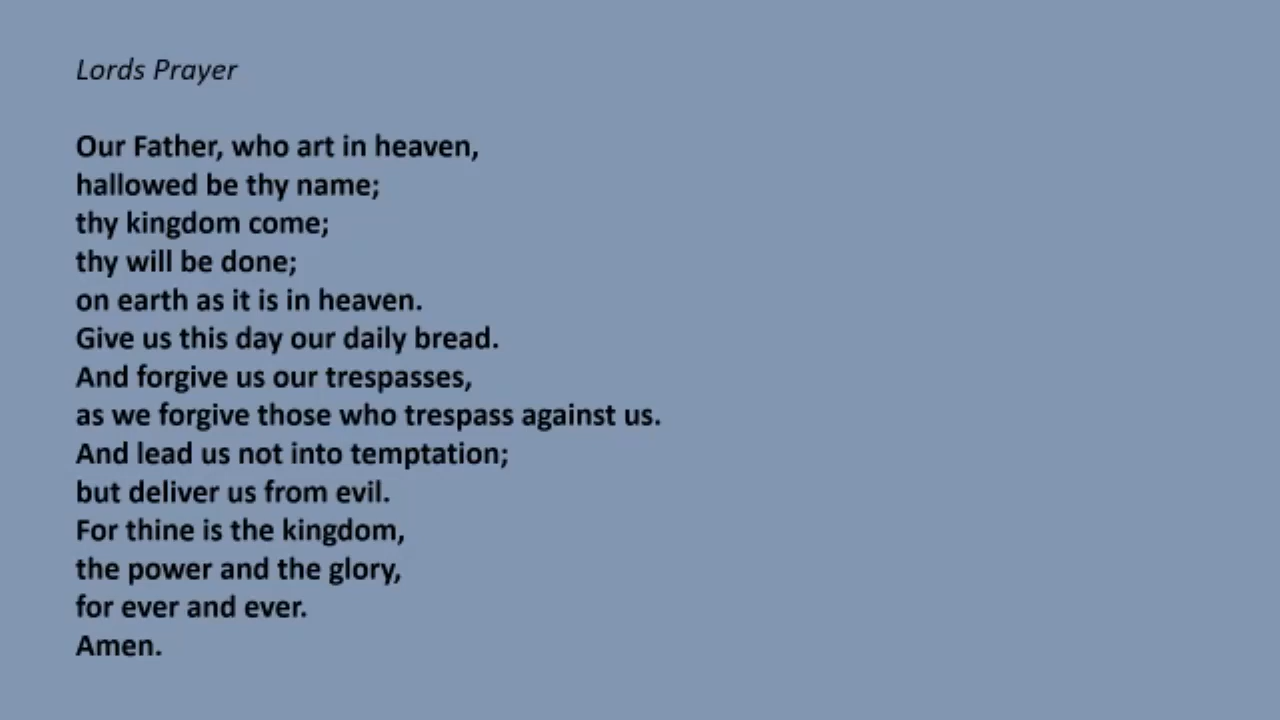 Lords Prayer
Our Father, who art in heaven,
hallowed be thy name;
thy kingdom come;
thy will be done;
on earth as it is in heaven.
Give us this day our daily bread.
And forgive us our trespasses,
as we forgive those who trespass against us.
And lead us not into temptation;
but deliver us from evil.
For thine is the kingdom,
the power and the glory,
for ever and ever.
Amen.